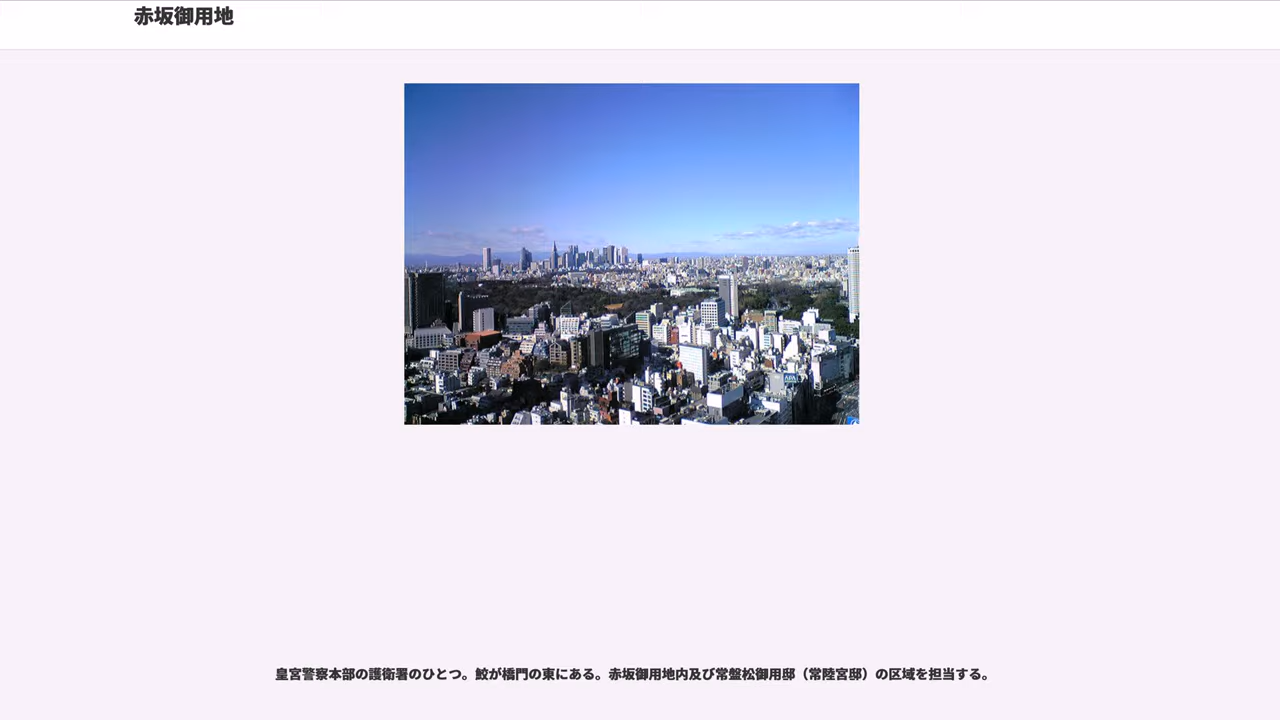 赤坂御用地
皇宮警察本部の護衛署のひとつ。鮫が橋門の東にある。赤坂御用地内及び常盤松御用邸（常陸宮邸）の区域を担当する。